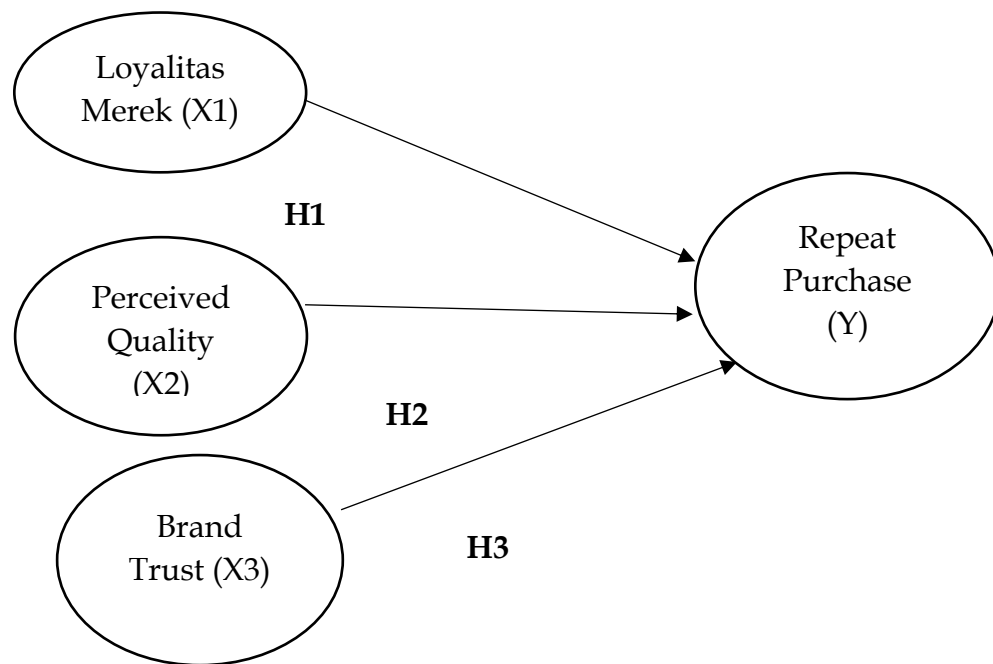 Loyalitas
Merek (X1)
H1
Repeat
Purchase
(Y)
Perceived
Quality
(X2)
H2
Brand
Trust (X3)
H3